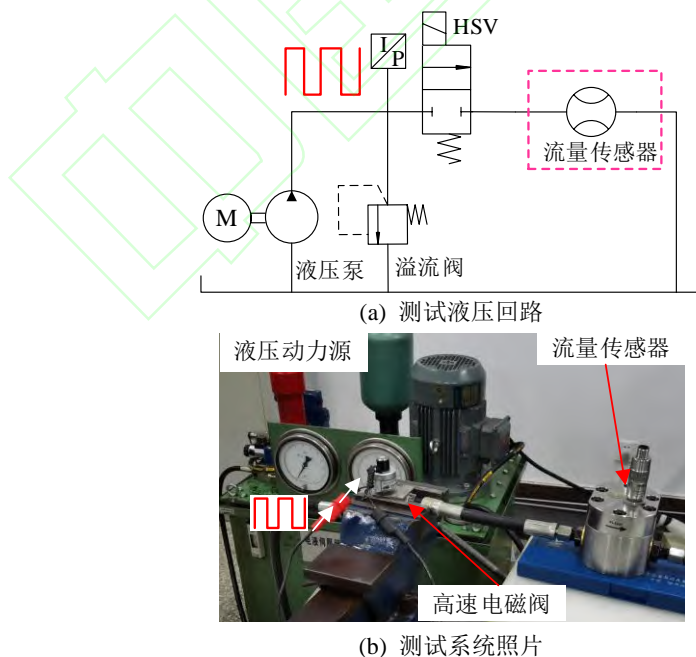 HSV
I
P
流量传感器
M
液压泵
溢流阀
(a) 测试液压回路
液压动力源
流量传感器
高速电磁阀
(b) 测试系统照片